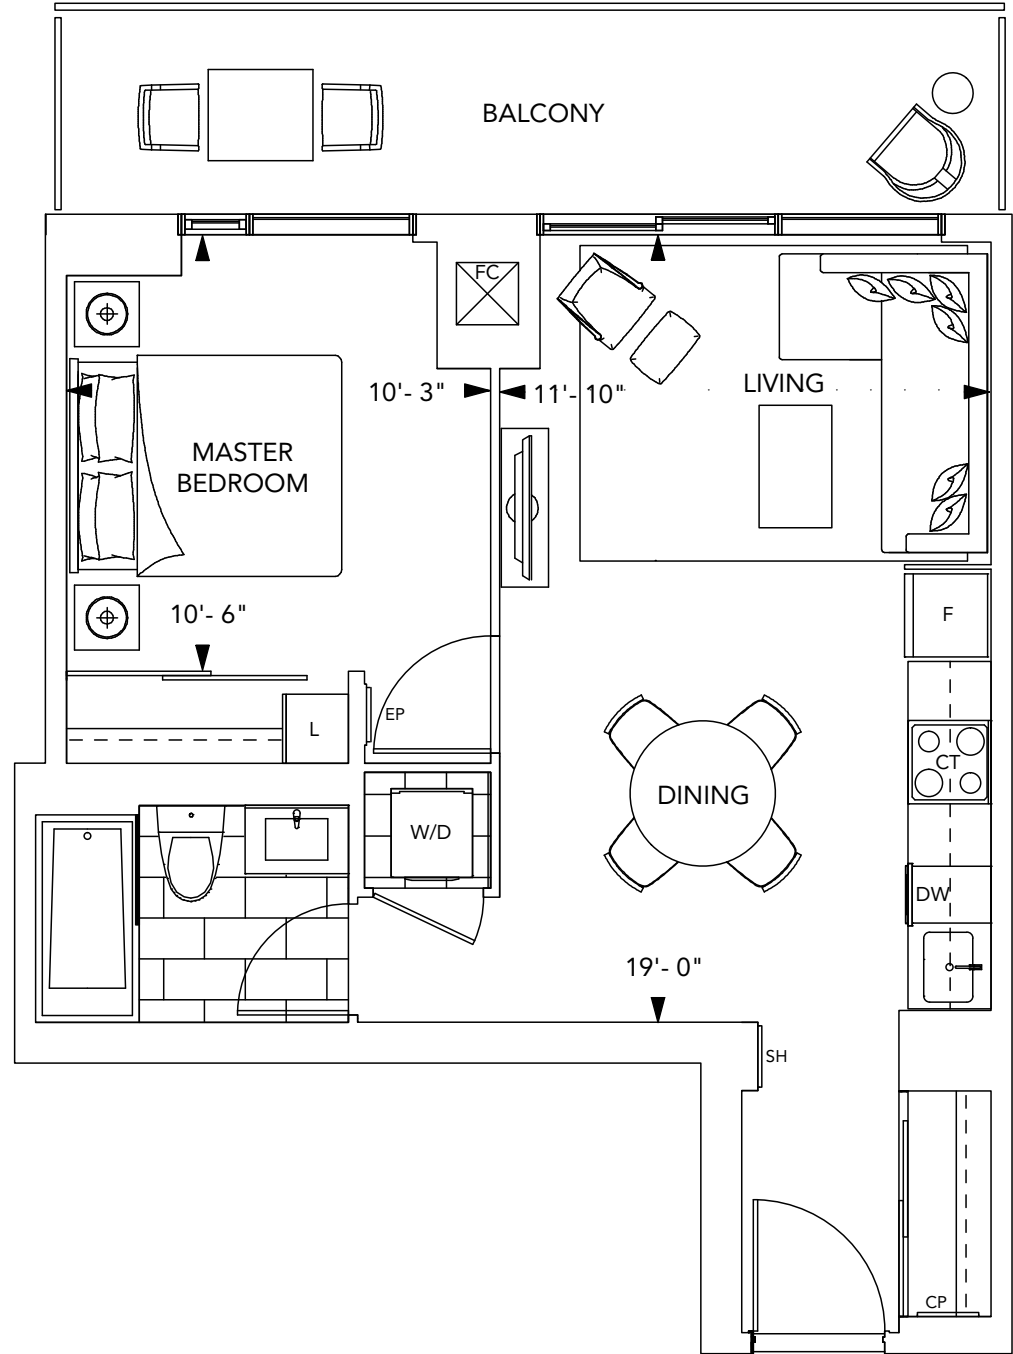 BALCONY
FC
10'- 3"
11'- 10"
LIVING
MASTER
BEDROOM
10'- 6"
F
L
EP
CT
DINING
W/D
DW
19'- 0"
SH
CP